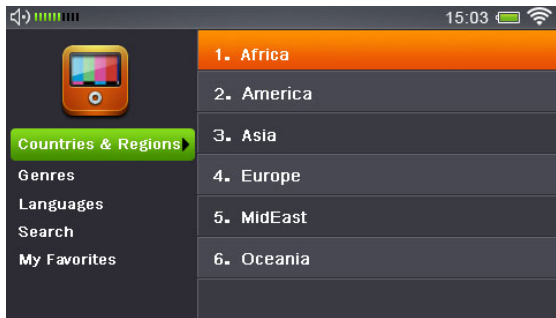 15:03
Countries & Regions
Genres
Languages
Search
My Favorites
1. Africa
2. America
3. Asia
4. Europe
5. MidEast
6. Oceania